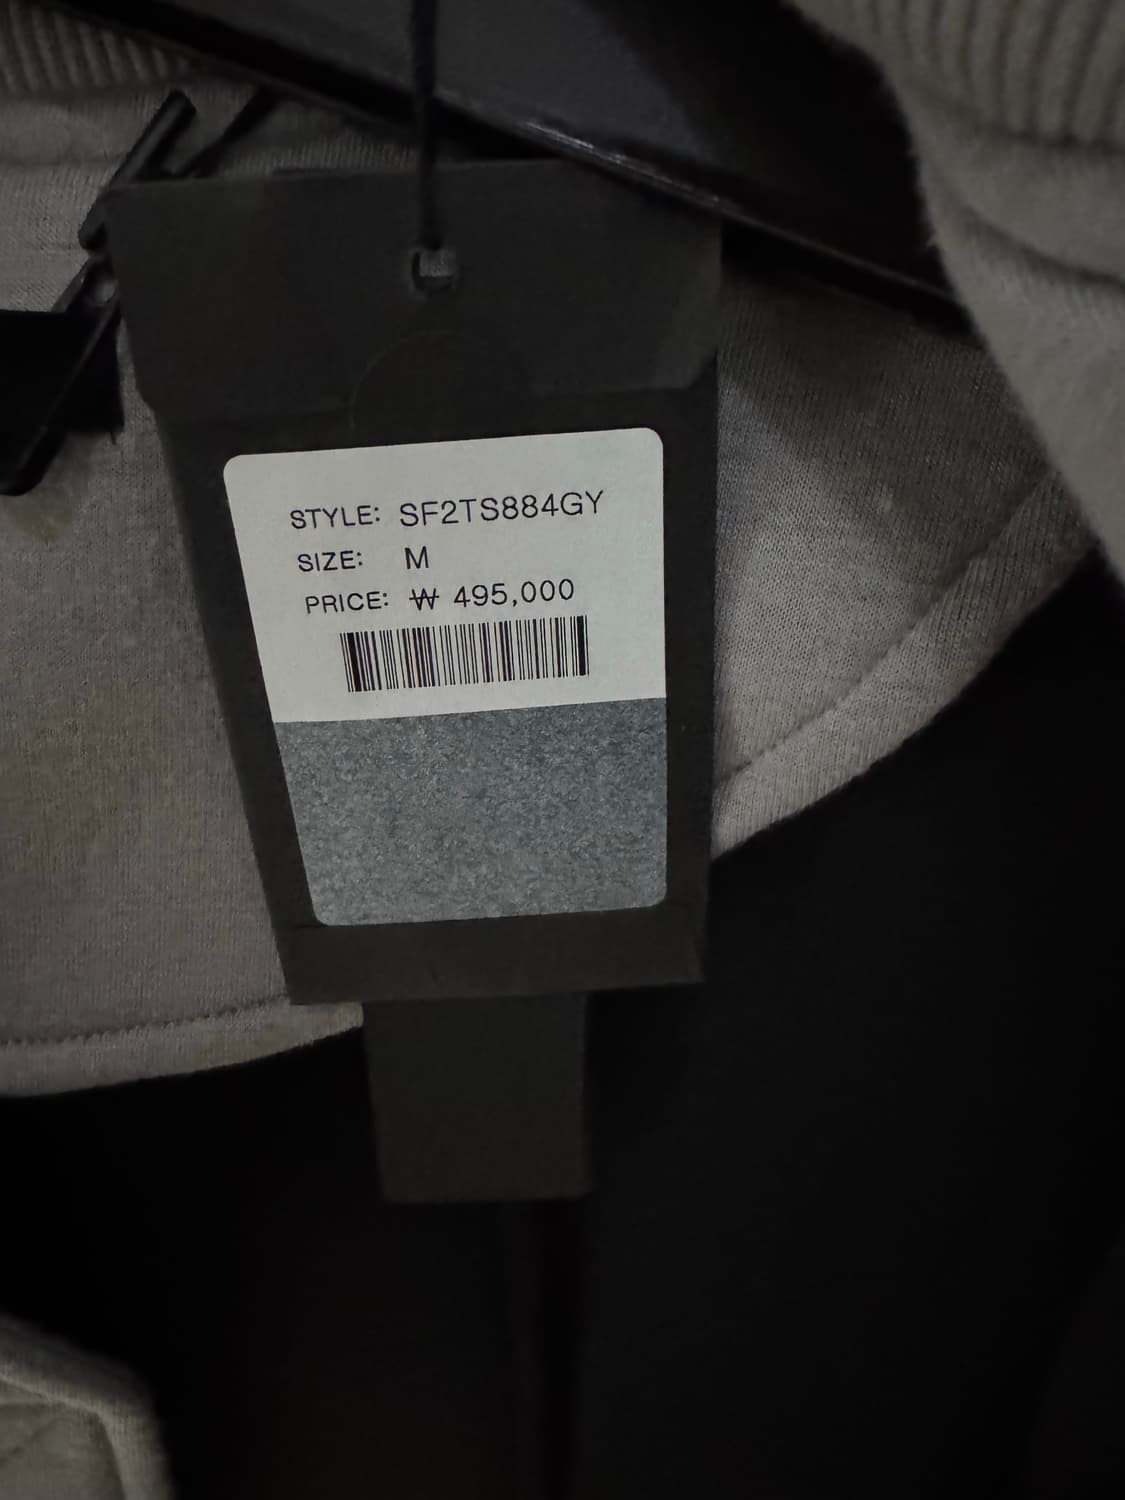 STYLE: SF2TS884GY
SIZE: M
PRICE: ₩ 495,000